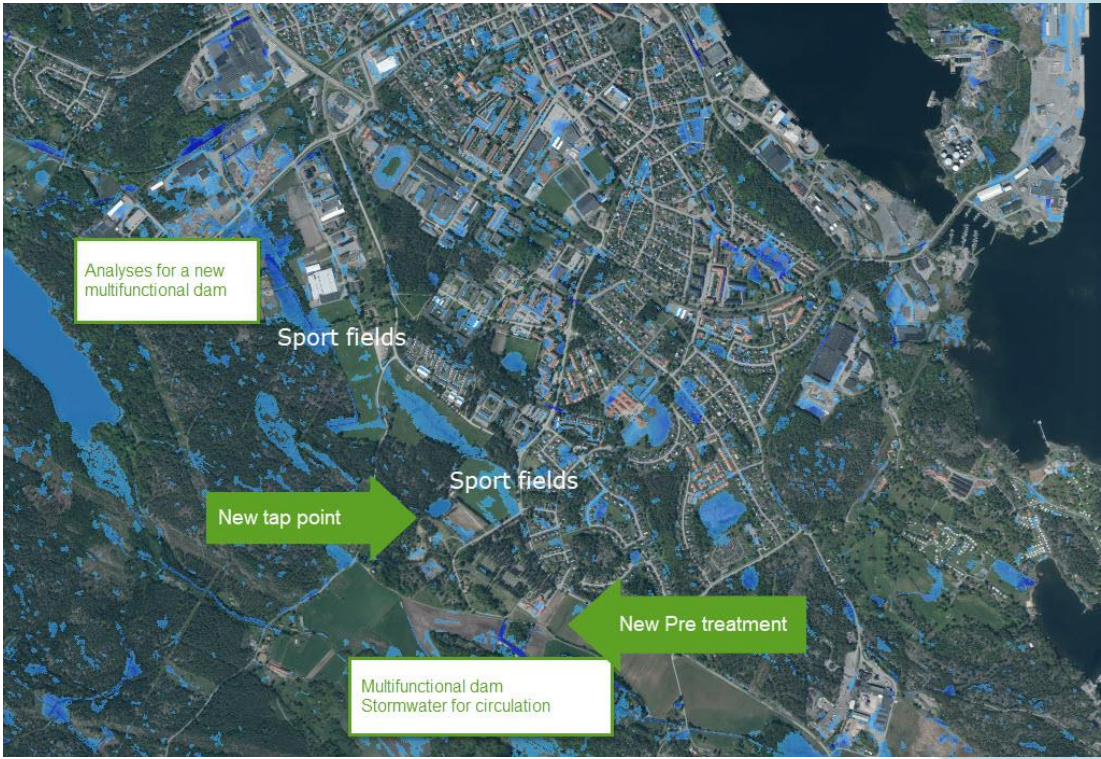 Analyses for a new
multifunctional dam
Sport fields
Sport fields
New tap point
New Pre treatment
Multifunctional dam
Stormwater for circulation